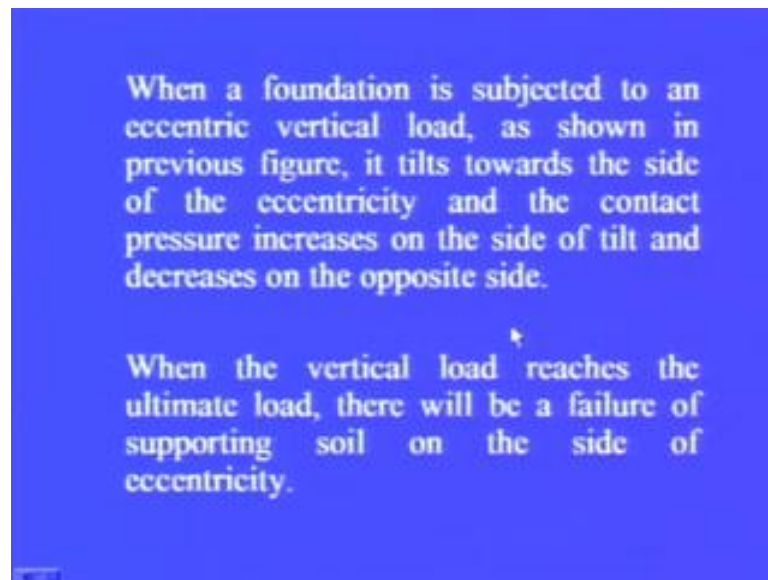 When a foundation is subjected to an
eccentric vertical load, as shown in
previous figure, it tilts towards the side
of the eccentricity and the contact
pressure increases on the side of tilt and
decreases on the opposite side.
When the vertical load reaches the
ultimate load, there will be a failure of
supporting soil on the side of
eccentricity.